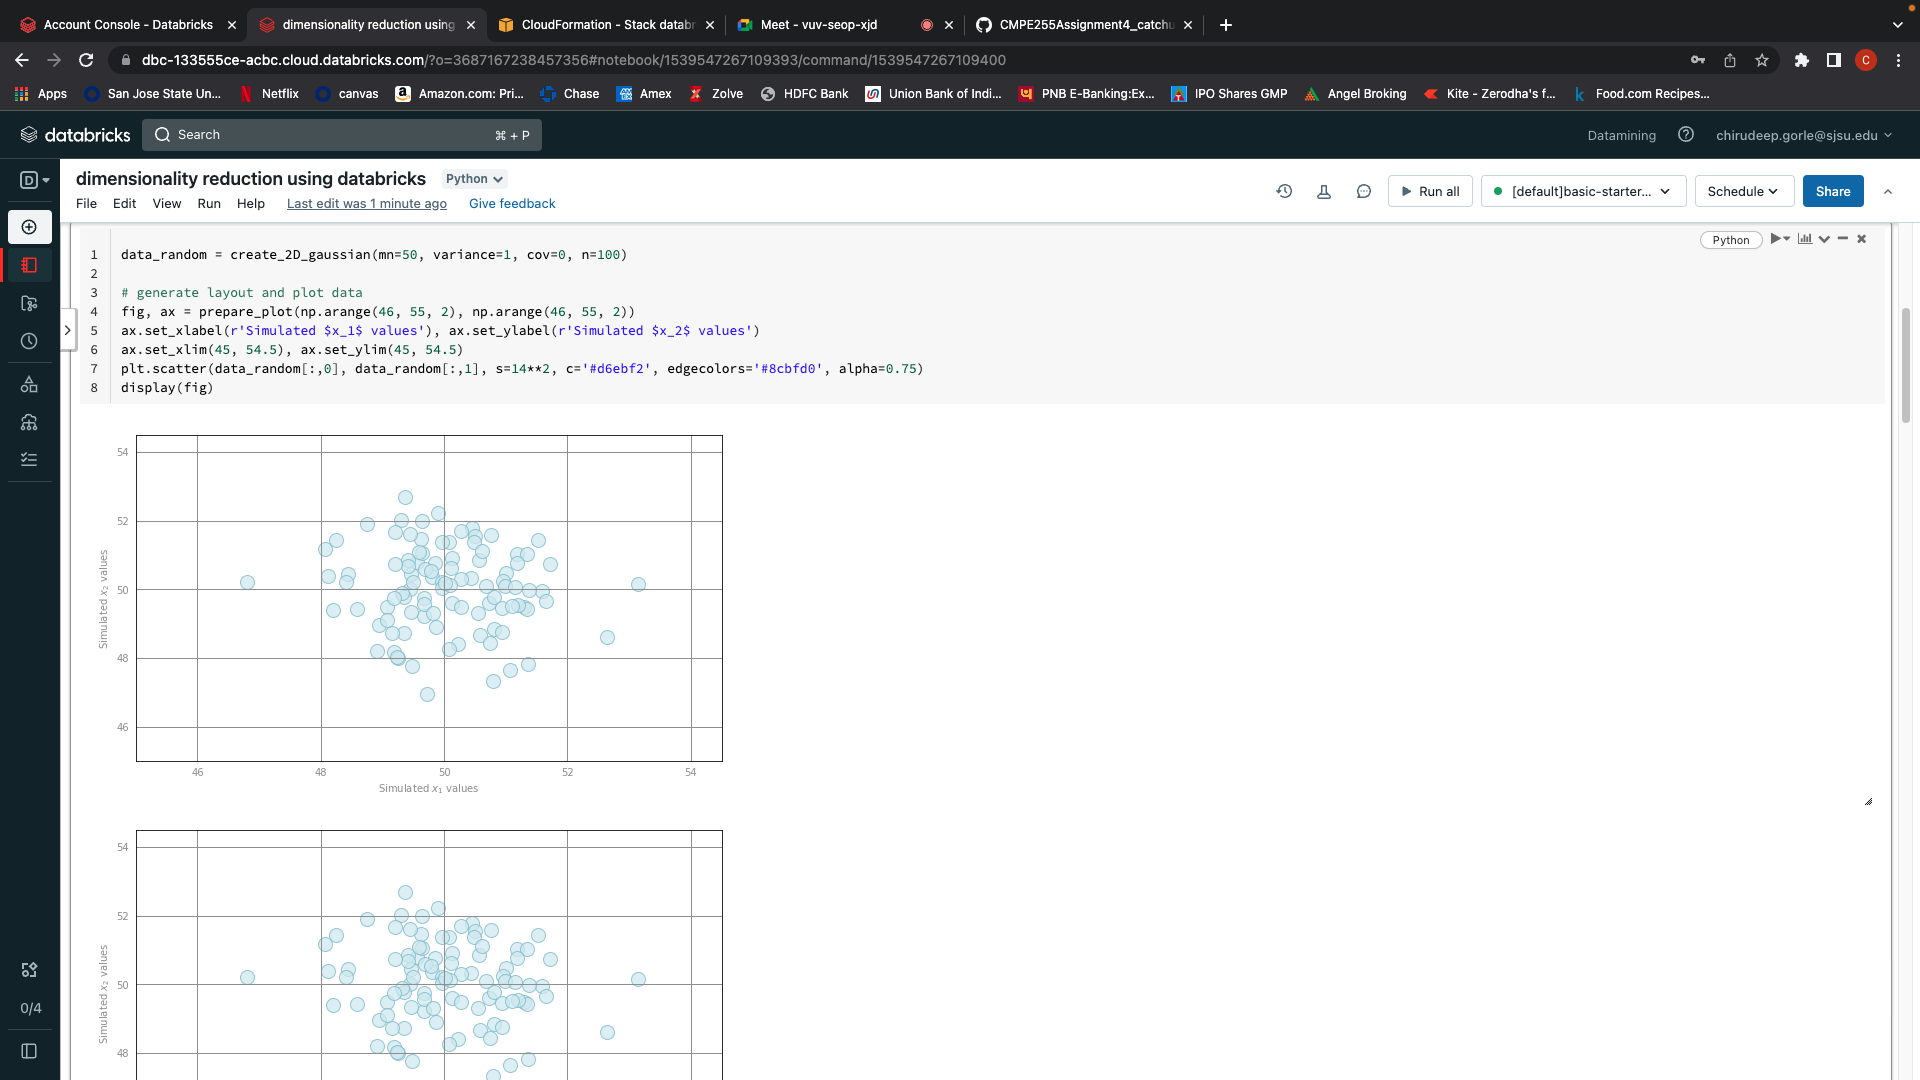 Account Console - Databricks
dimensionality reduction using
CloudFormation - Stack databr
Meet - vuv-seop-xjd
CMPE255Assignment4_catchu
dbc-133555ce-acbc.cloud.databricks.com/?o=3687167238457356#notebook/1539547267109393/command/1539547267109400
C
Apps
San Jose State Un...
Netflix
canvas
Amazon.com: Pri...
Chase
Amex
Zolve
HDFC Bank
Union Bank of Indi...
PNB E-Banking:Ex...
IPO Shares GMP
Angel Broking
Kite - Zerodha's f...
Food.com Recipes...
databricks
Search
⌘ + P
Datamining
chirudeep.gorle@sjsu.edu
D
dimensionality reduction using databricks
Python
File Edit View Run Help Last edit was 1 minute ago Give feedback
Run all
[default]basic-starter...
Schedule
Share
Python
1 data_random = create_2D_gaussian(mn=50, variance=1, cov=0, n=100)
2
3 # generate layout and plot data
4 fig, ax = prepare_plot(np.arange(46, 55, 2), np.arange(46, 55, 2))
5 ax.set_xlabel(r'Simulated $x_1$ values'), ax.set_ylabel(r'Simulated $x_2$ values')
6 ax.set_xlim(45, 54.5), ax.set_ylim(45, 54.5)
7 plt.scatter(data_random[:,0], data_random[:,1], s=14**2, c='#d6ebf2', edgecolors='#8cbfd0', alpha=0.75)
8 display(fig)
54
52
50
48
46
Simulated x₂ values
46 48 50 52 54
Simulated x₁ values
54
52
50
48
Simulated x₂ values
0/4